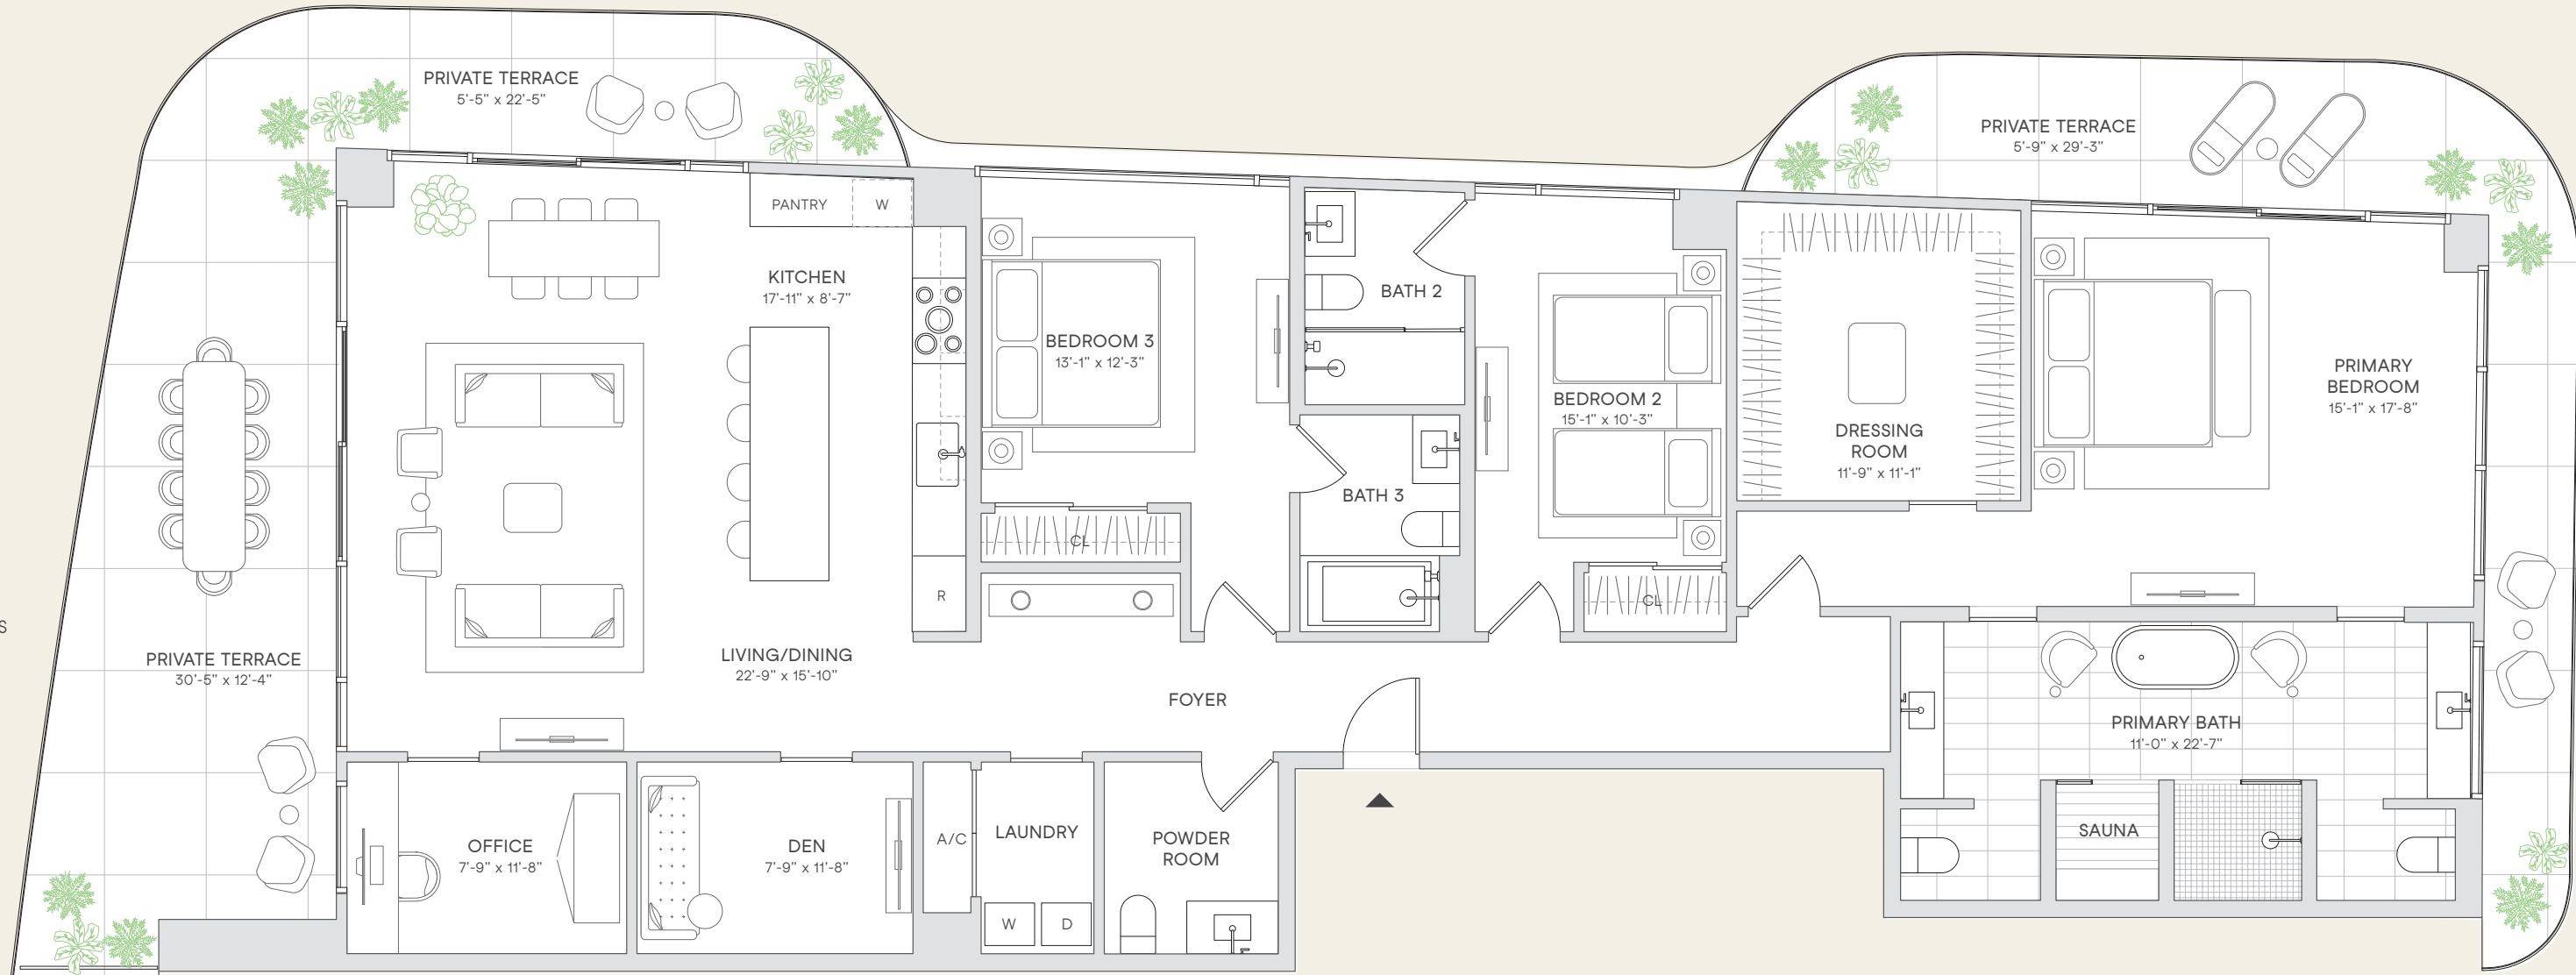 PRIVATE TERRACE
5'-5" x 22'-5"
PRIVATE TERRACE
5'-9" x 29'-3"
PANTRY
W
KITCHEN
17'-11" x 8'-7"
BEDROOM 3
13'-1" x 12'-3"
BATH 2
BEDROOM 2
15'-1" x 10'-3"
DRESSING
ROOM
11'-9" x 11'-1"
PRIMARY
BEDROOM
15'-1" x 17'-8"
BATH 3
CL
CL
R
S
PRIVATE TERRACE
30'-5" x 12'-4"
LIVING/DINING
22'-9" x 15'-10"
FOYER
PRIMARY BATH
11'-0" x 22'-7"
OFFICE
7'-9" x 11'-8"
DEN
7'-9" x 11'-8"
A/C
LAUNDRY
W
D
POWDER
ROOM
SAUNA